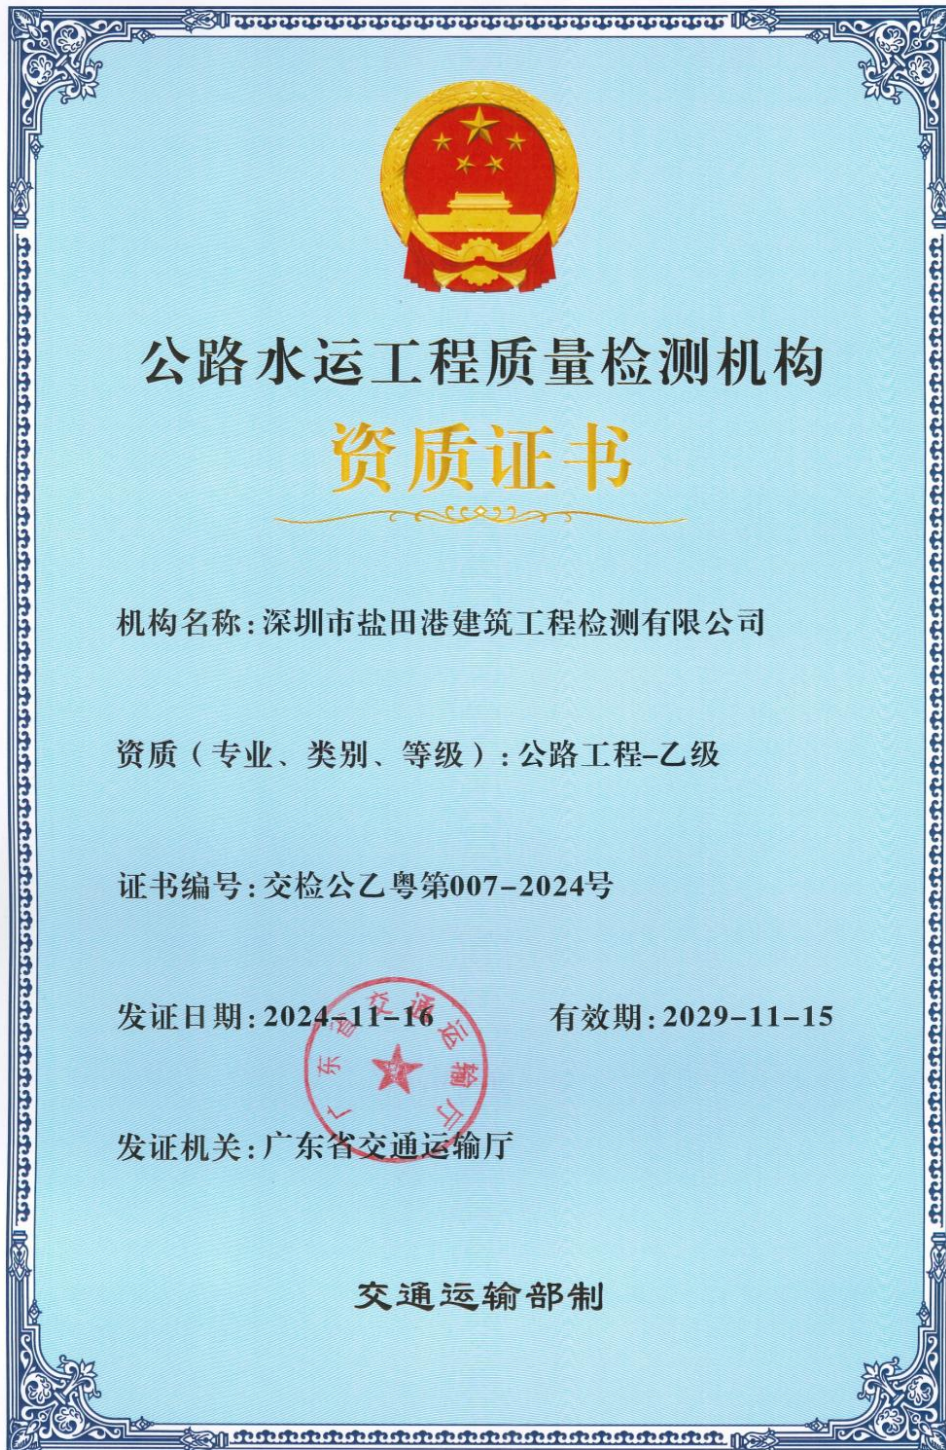 公路水运工程质量检测机构
资质证书
机构名称:深圳市盐田港建筑工程检测有限公司
资质（专业、类别、等级）:公路工程-乙级
证书编号:交检公乙粤第007-2024号
发证日期:2024-11-16 有效期:2029-11-15
广东省交通运输厅
发证机关:广东省交通运输厅
交通运输部制